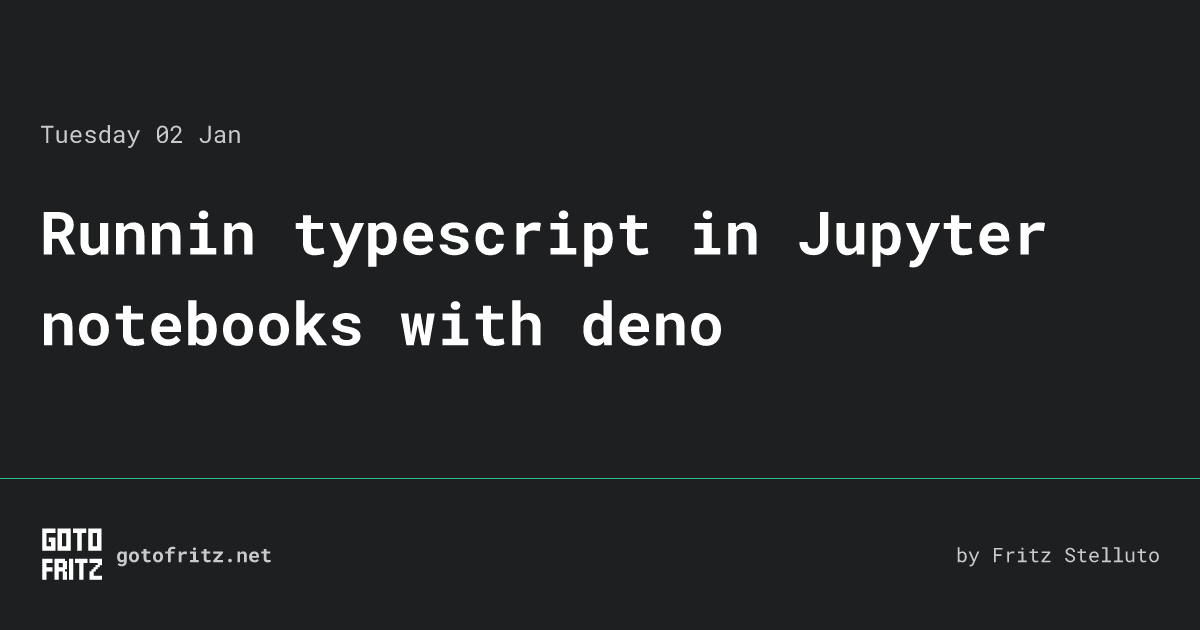 Tuesday 02 Jan
Runnin typescript in Jupyter
notebooks with deno
GOTO
FRITZ
gotofritz.net
by Fritz Stelluto